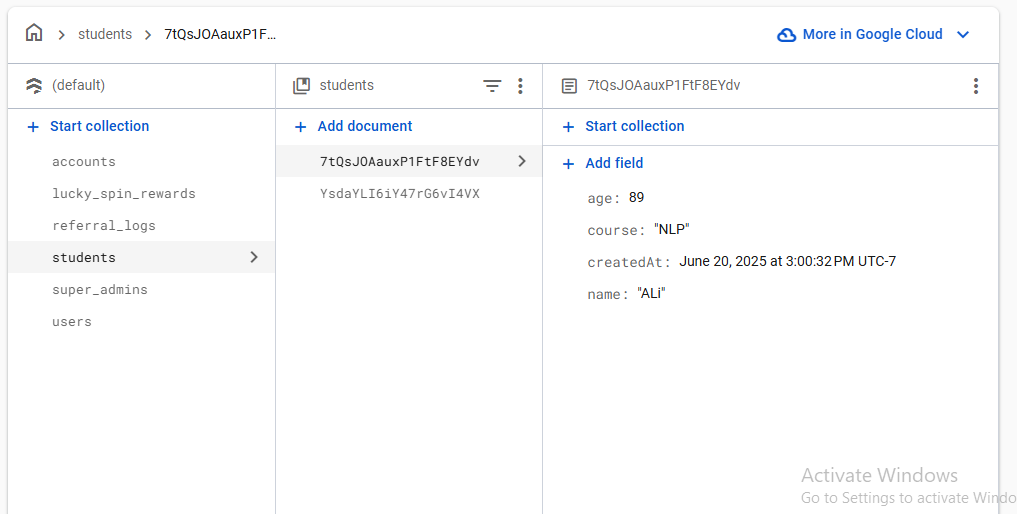 students 7tQsJOAauxP1F… More in Google Cloud
(default) students 7tQsJOAauxP1FtF8EYdv
Start collection Add document Start collection
accounts 7tQsJOAauxP1FtF8EYdv Add field
lucky_spin_rewards YsdaYLI6iY47rG6vI4VX age: 89
referral_logs course: "NLP"
students createdAt: June 20, 2025 at 3:00:32 PM UTC-7
super_admins name: "ALi"
users
Activate Windows
Go to Settings to activate Windo